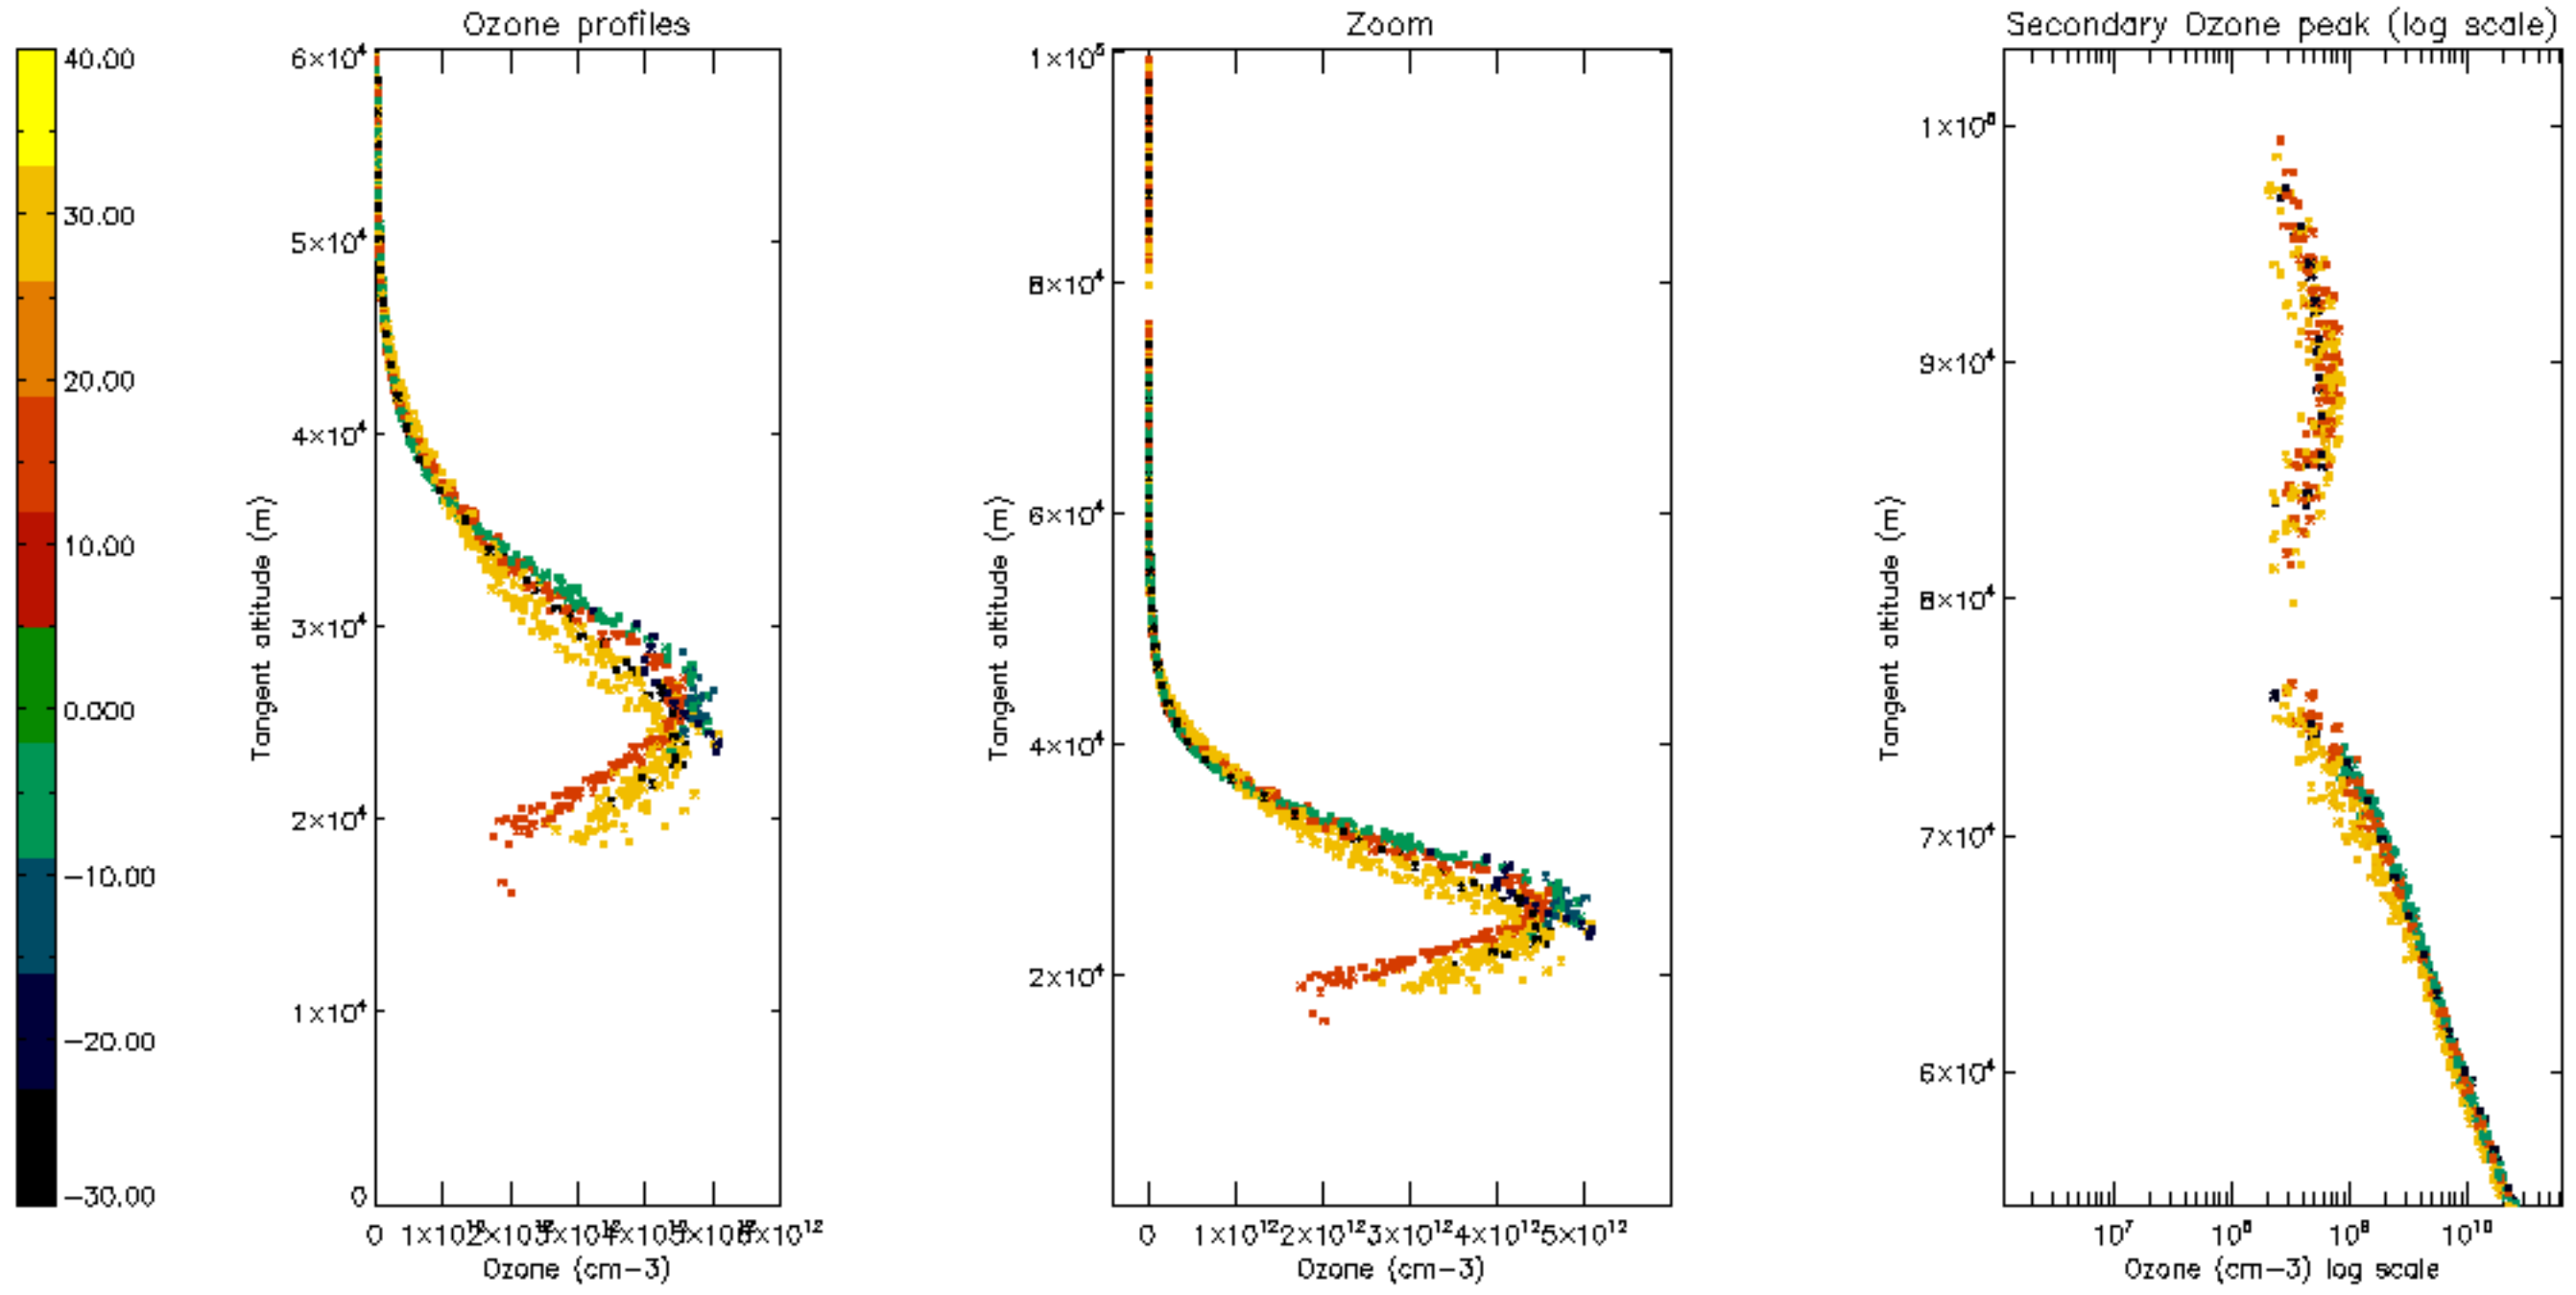 Ozone profiles
Zoom
Secondary Ozone peak (log scale)
40.00
30.00
20.00
10.00
0.000
−10.00
−20.00
−30.00
6×10⁴
5×10⁴
4×10⁴
3×10⁴
2×10⁴
1×10⁴
0
Tangent altitude (m)
0
6×10¹²
Ozone (cm−3)
1×10⁵
8×10⁴
6×10⁴
4×10⁴
2×10⁴
Tangent altitude (m)
0 1×10¹² 2×10¹² 3×10¹² 4×10¹² 5×10¹²
Ozone (cm−3)
1×10⁵
9×10⁴
8×10⁴
7×10⁴
6×10⁴
Tangent altitude (m)
10⁷ 10⁸ 10⁹ 10¹⁰
Ozone (cm−3) log scale